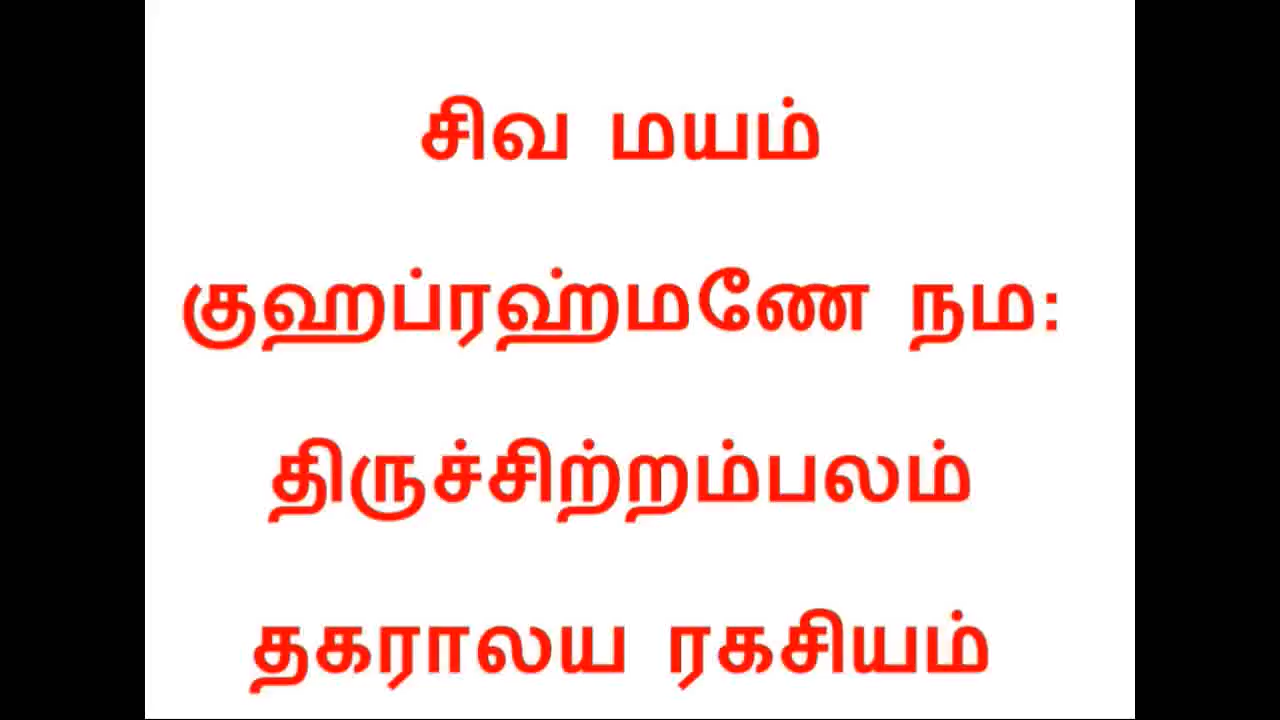 சிவ மயம்
குஹப்ரஹ்மணே நம:
திருச்சிற்றம்பலம்
தகராலய ரகசியம்